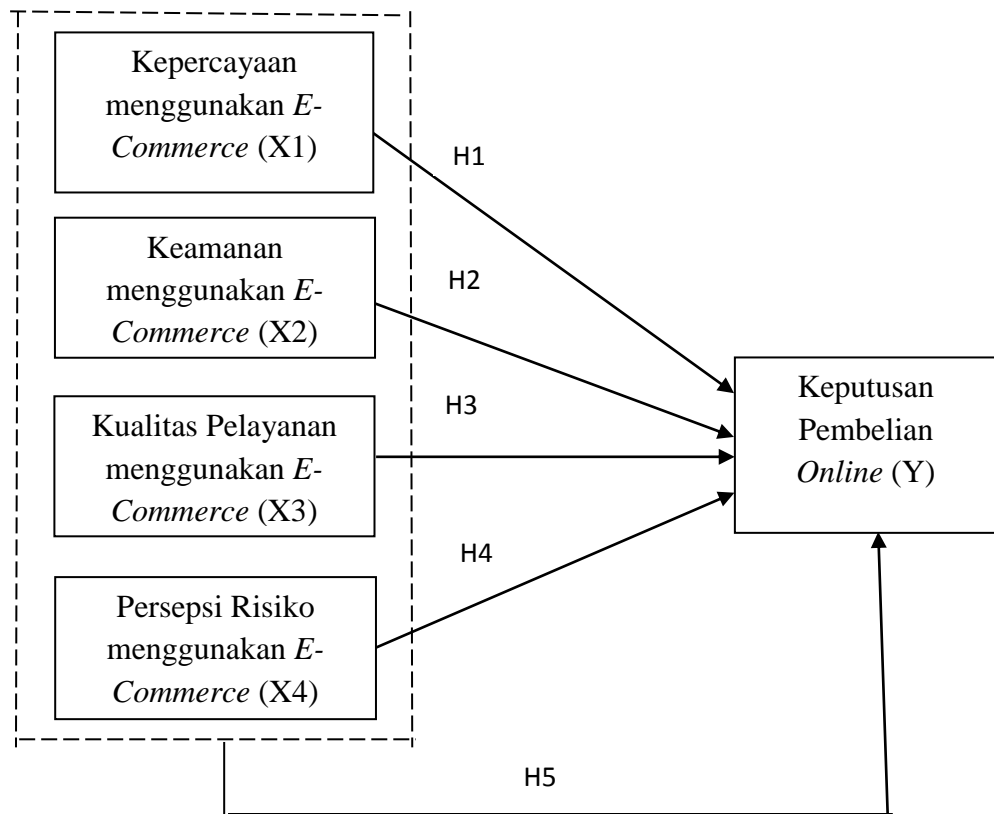 Kepercayaan
menggunakan E-
Commerce (X1)
H1
Keamanan
menggunakan E-
Commerce (X2)
H2
Kualitas Pelayanan
menggunakan E-
Commerce (X3)
H3
Persepsi Risiko
menggunakan E-
Commerce (X4)
H4
Keputusan
Pembelian
Online (Y)
H5